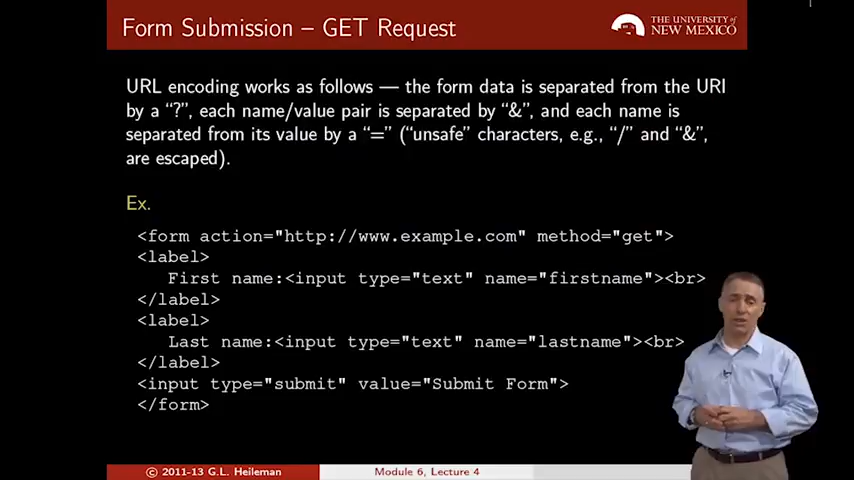 Form Submission – GET Request
THE UNIVERSITY of
NEW MEXICO
URL encoding works as follows — the form data is separated from the URI
by a “?”, each name/value pair is separated by “&”, and each name is
separated from its value by a “=” (“unsafe” characters, e.g., “/” and “&”,
are escaped).
Ex.
<form action="http://www.example.com" method="get">
<label>
First name:<input type="text" name="firstname"><br>
</label>
<label>
Last name:<input type="text" name="lastname"><br>
</label>
<input type="submit" value="Submit Form">
</form>
© 2011-13 G.L. Heileman
Module 6, Lecture 4